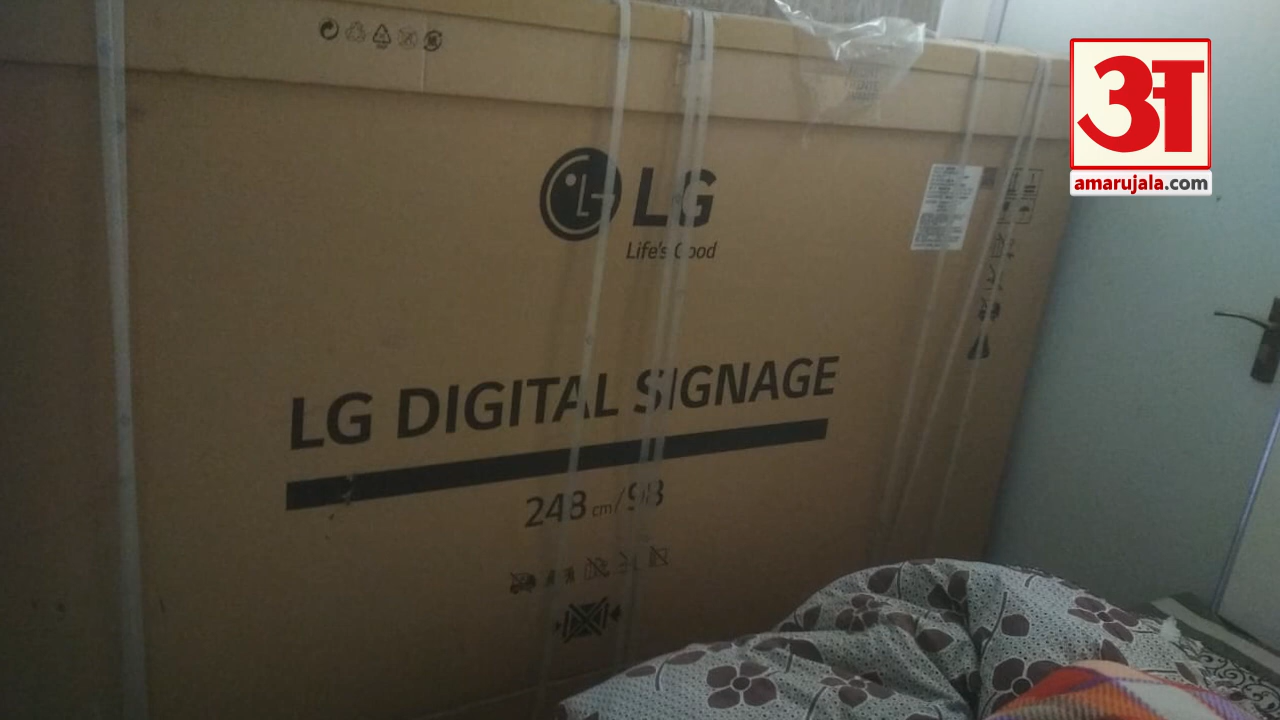 LG
Life's Good
LG DIGITAL SIGNAGE
248 cm / 98
अ
amarujala.com